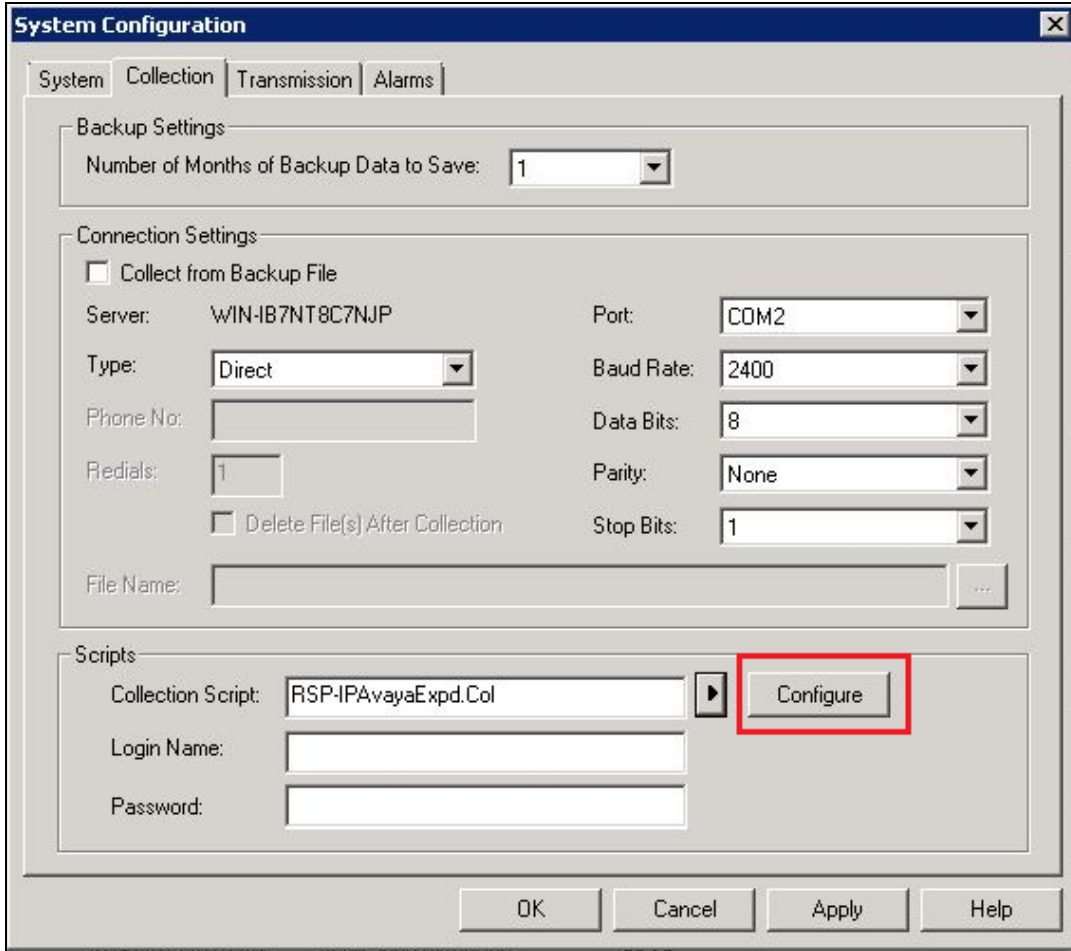 System Configuration
System Collection Transmission Alarms
Backup Settings
Number of Months of Backup Data to Save: 1
Connection Settings
Collect from Backup File
Server: WIN-IB7NT8C7NJP Port: COM2
Type: Direct Baud Rate: 2400
Phone No: Data Bits: 8
Redials: 1 Parity: None
Delete File(s) After Collection Stop Bits: 1
File Name: ...
Scripts
Collection Script: RSP-IPAvayaExpd.Col Configure
Login Name:
Password:
OK Cancel Apply Help